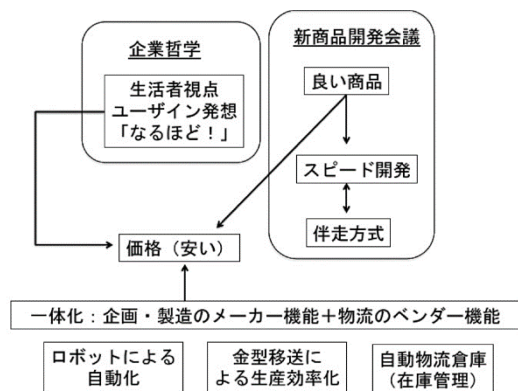 企業哲学
生活者視点
ユーザイン発想
「なるほど！」
新商品開発会議
良い商品
スピード開発
伴走方式
価格（安い）
一体化：企画・製造のメーカー機能＋物流のベンダー機能
ロボットによる
自動化
金型移送に
よる生産効率化
自動物流倉庫
（在庫管理）